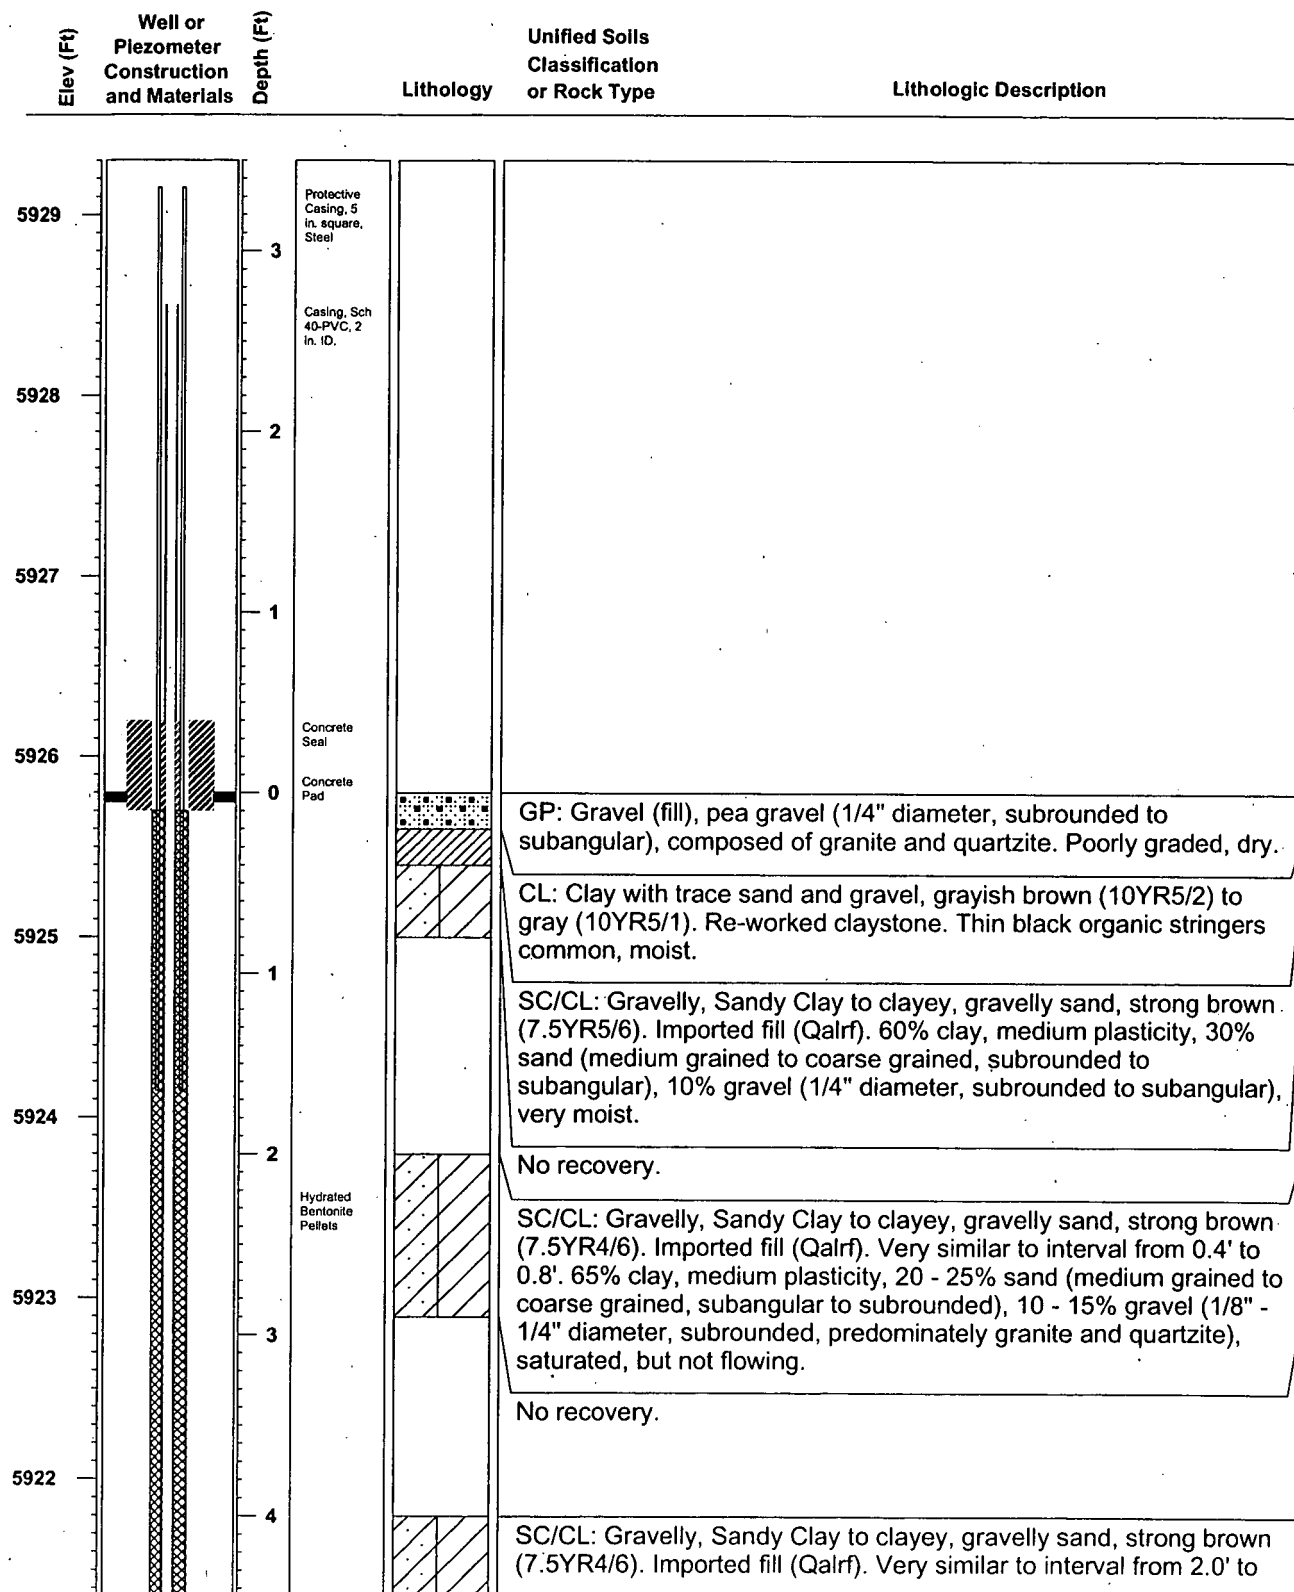 Elev (Ft)
Well or
Piezometer
Construction
and Materials
Depth (Ft)
Lithology
Unified Soils
Classification
or Rock Type
Lithologic Description
5929
3
Protective
Casing, 5
in. square,
Steel
Casing, Sch
40-PVC, 2
in. ID.
5928
2
5927
1
Concrete
Seal
5926
Concrete
Pad
0
GP: Gravel (fill), pea gravel (1/4" diameter, subrounded to
subangular), composed of granite and quartzite. Poorly graded, dry.
CL: Clay with trace sand and gravel, grayish brown (10YR5/2) to
gray (10YR5/1). Re-worked claystone. Thin black organic stringers
common, moist.
5925
1
SC/CL: Gravelly, Sandy Clay to clayey, gravelly sand, strong brown
(7.5YR5/6). Imported fill (Qalrf). 60% clay, medium plasticity, 30%
sand (medium grained to coarse grained, subrounded to
subangular), 10% gravel (1/4" diameter, subrounded to subangular),
very moist.
5924
2
No recovery.
Hydrated
Bentonite
Pellets
SC/CL: Gravelly, Sandy Clay to clayey, gravelly sand, strong brown
(7.5YR4/6). Imported fill (Qalrf). Very similar to interval from 0.4' to
0.8'. 65% clay, medium plasticity, 20 - 25% sand (medium grained to
coarse grained, subangular to subrounded), 10 - 15% gravel (1/8" -
1/4" diameter, subrounded, predominately granite and quartzite),
saturated, but not flowing.
5923
3
No recovery.
5922
4
SC/CL: Gravelly, Sandy Clay to clayey, gravelly sand, strong brown
(7.5YR4/6). Imported fill (Qalrf). Very similar to interval from 2.0' to